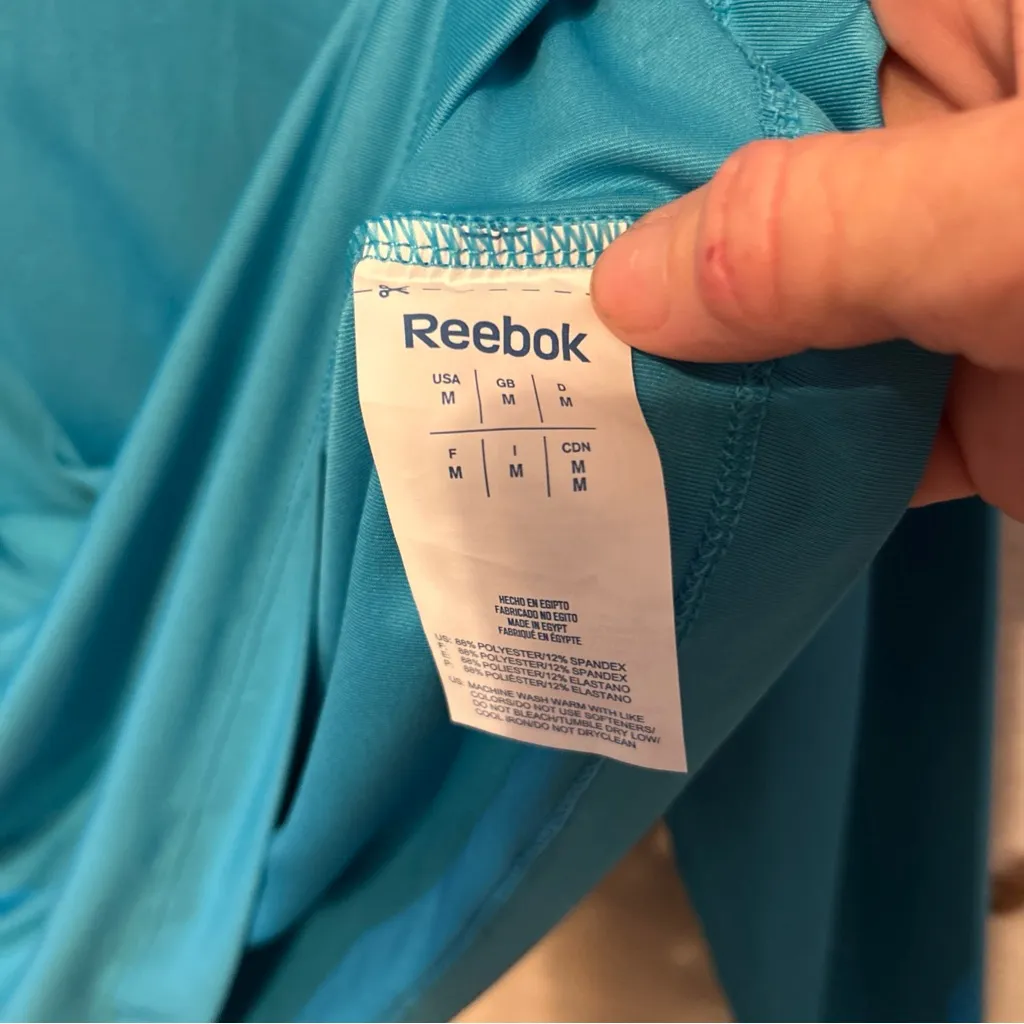 Reebok
USA GB D
M M M
F I CDN
M M M
M
HECHO EN EGIPTO
FABRICADO NO EGITO
MADE IN EGYPT
FABRIQUÉ EN ÉGYPTE
US: 88% POLYESTER/12% SPANDEX
F: 88% POLYESTER/12% SPANDEX
E: 88% POLIESTER/12% ELASTANO
P: 88% POLIÉSTER/12% ELASTANO
US: MACHINE WASH WARM WITH LIKE
COLORS/DO NOT USE SOFTENERS/
DO NOT BLEACH/TUMBLE DRY LOW/
COOL IRON/DO NOT DRYCLEAN